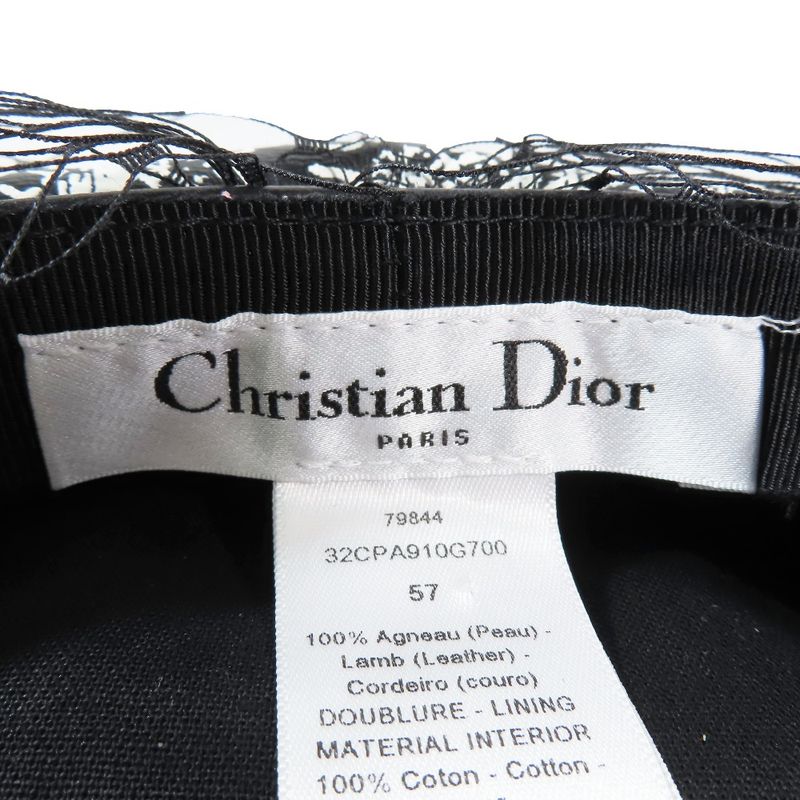 Christian Dior
PARIS
79844
32CPA910G700
57
100% Agneau (Peau) -
Lamb (Leather) -
Cordeiro (couro)
DOUBLURE - LINING
MATERIAL INTERIOR
100% Coton - Cotton -